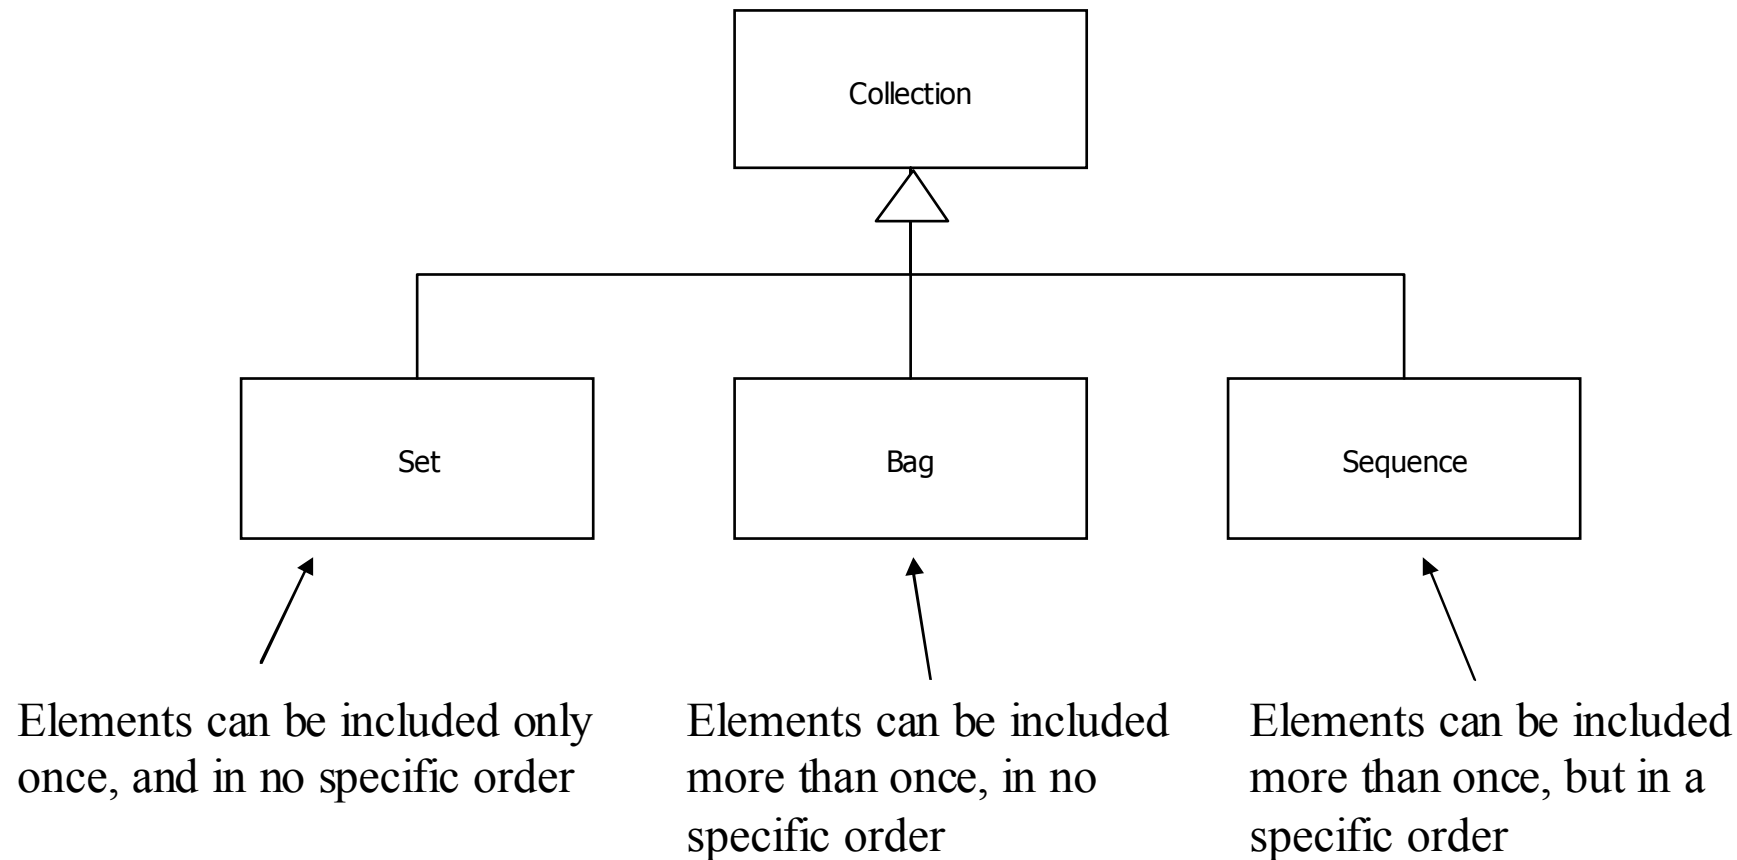 Collection
Set
Bag
Sequence
Elements can be included only
once, and in no specific order
Elements can be included
more than once, in no
specific order
Elements can be included
more than once, but in a
specific order